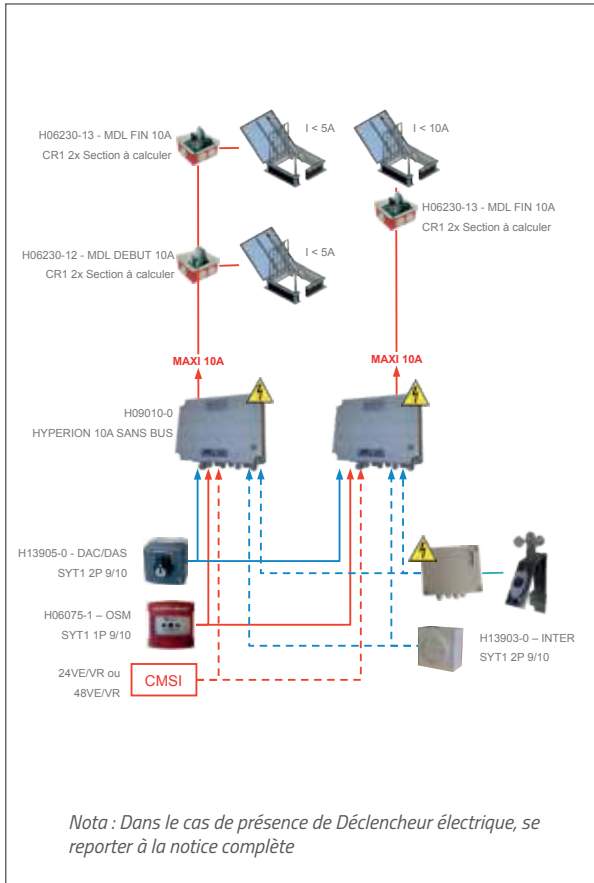 H06230-13 - MDL FIN 10A
CR1 2x Section à calculer
I < 5A
I < 10A
H06230-13 - MDL FIN 10A
CR1 2x Section à calculer
H06230-12 - MDL DEBUT 10A
CR1 2x Section à calculer
I < 5A
MAXI 10A
MAXI 10A
H09010-0
HYPERION 10A SANS BUS
H13905-0 - DAC/DAS
SYT1 2P 9/10
H06075-1 – OSM
SYT1 1P 9/10
H13903-0 – INTER
SYT1 2P 9/10
24VE/VR ou
48VE/VR
CMSI
Nota : Dans le cas de présence de Déclencheur électrique, se
reporter à la notice complète